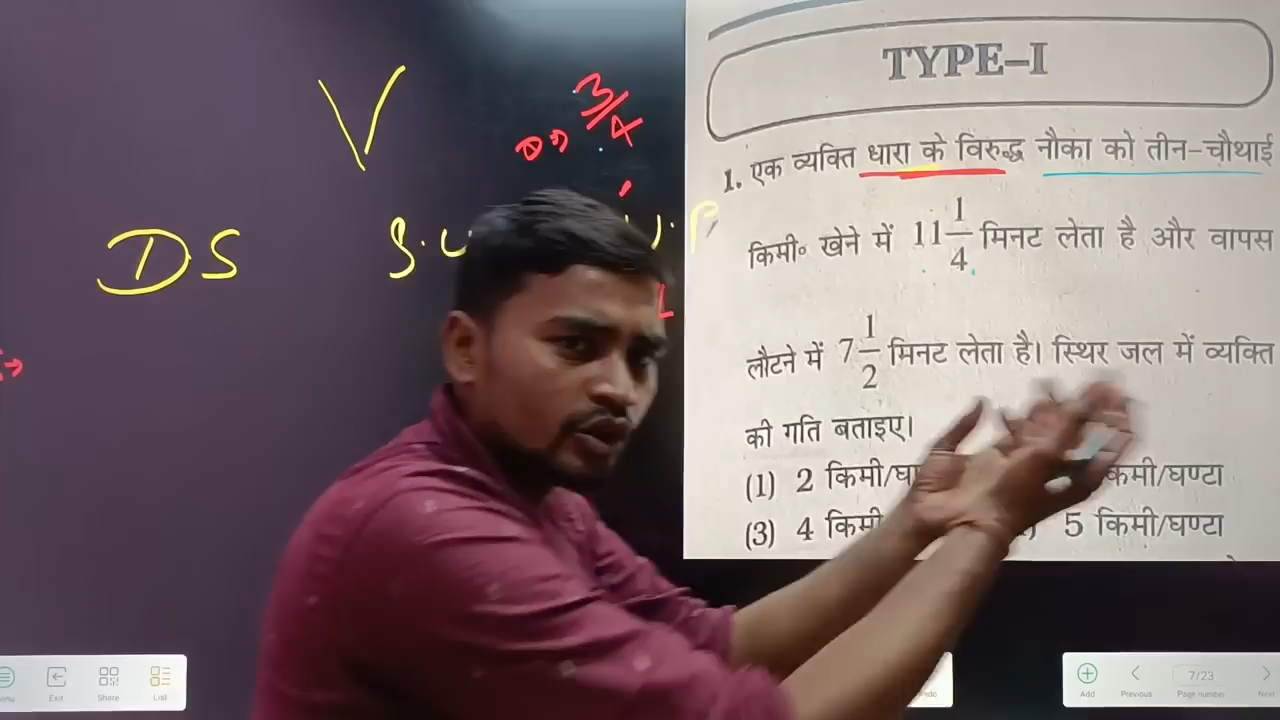 TYPE-I
1. एक व्यक्ति धारा के विरुद्ध नौका को तीन-चौथाई
किमी॰ खेने में 11 1/4 मिनट लेता है और वापस
लौटने में 7 1/2 मिनट लेता है। स्थिर जल में व्यक्ति
की गति बताइए।
(1) 2 किमी/घ
किमी/घण्टा
(3) 4 किमी
5 किमी/घण्टा
V
3/4
DS
Exit
Share
List
Add
Previous
7/23
Page number
Next